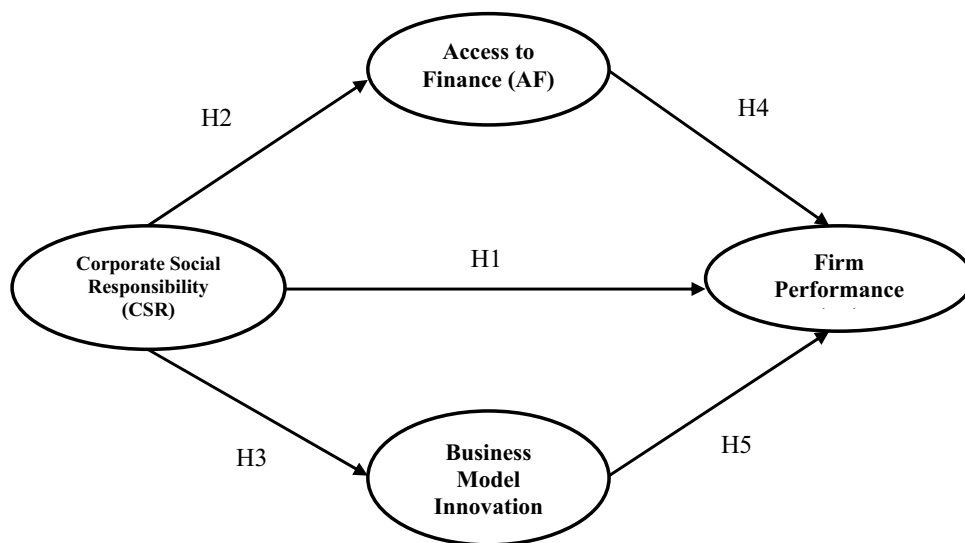 Access to
Finance (AF)
H2
H4
Corporate Social
Responsibility
(CSR)
H1
Firm
Performance
H3
Business
Model
Innovation
H5